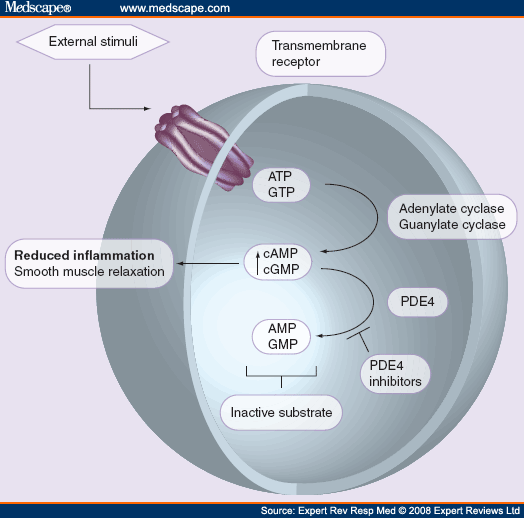 Medscape® www.medscape.com
External stimuli
Transmembrane
receptor
ATP
GTP
Adenylate cyclase
Guanylate cyclase
Reduced inflammation
Smooth muscle relaxation
cAMP
cGMP
PDE4
AMP
GMP
PDE4
inhibitors
Inactive substrate
Source: Expert Rev Resp Med © 2008 Expert Reviews Ltd